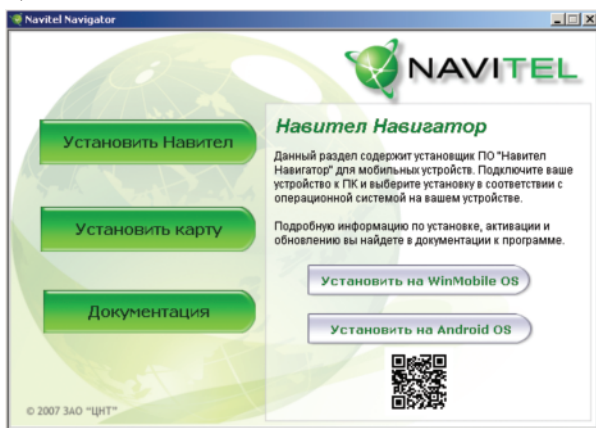 Navitel Navigator
NAVITEL
Установить Навител
Установить карту
Документация
© 2007 ЗАО "ЦНТ"
Навител Навигатор
Данный раздел содержит установщик ПО "Навител
Навигатор" для мобильных устройств. Подключите ваше
устройство к ПК и выберите установку в соответствии с
операционной системой на вашем устройстве.
Подробную информацию по установке, активации и
обновлению вы найдете в документации к программе.
Установить на WinMobile OS
Установить на Android OS